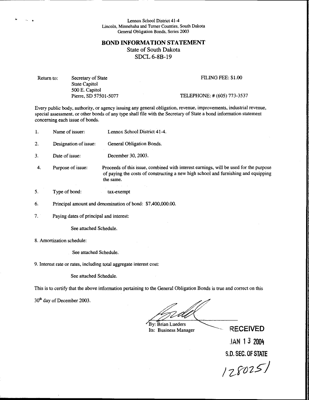 Lennox School District 41-4
Lincoln, Minnehaha and Turner Counties, South Dakota
General Obligation Bonds, Series 2003
BOND INFORMATION STATEMENT
State of South Dakota
SDCL 6-8B-19
Return to: Secretary of State FILING FEE: $1.00
State Capitol
500 E. Capitol
Pierre, SD 57501-5077 TELEPHONE: # (605) 773-3537
Every public body, authority, or agency issuing any general obligation, revenue, improvements, industrial revenue,
special assessment, or other bonds of any type shall file with the Secretary of State a bond information statement
concerning each issue of bonds.
1. Name of issuer: Lennox School District 41-4.
2. Designation of issue: General Obligation Bonds.
3. Date of issue: December 30, 2003.
4. Purpose of issue: Proceeds of this issue, combined with interest earnings, will be used for the purpose
of paying the costs of constructing a new high school and furnishing and equipping
the same.
5. Type of bond: tax-exempt
6. Principal amount and denomination of bond: $7,400,000.00.
7. Paying dates of principal and interest:
See attached Schedule.
8. Amortization schedule:
See attached Schedule.
9. Interest rate or rates, including total aggregate interest cost:
See attached Schedule.
This is to certify that the above information pertaining to the General Obligation Bonds is true and correct on this
30th day of December 2003.
By: Brian Laeders
Its: Business Manager
RECEIVED
JAN 13 2004
S.D. SEC. OF STATE
1280251